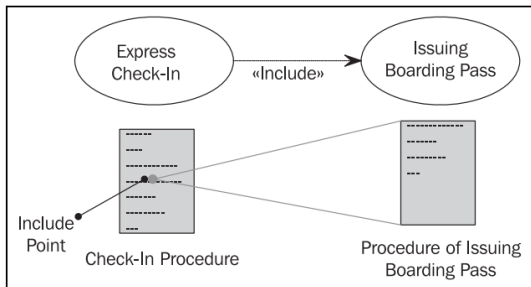 Express
Check-In
«Include»
Issuing
Boarding Pass
Include
Point
Check-In Procedure
Procedure of Issuing
Boarding Pass